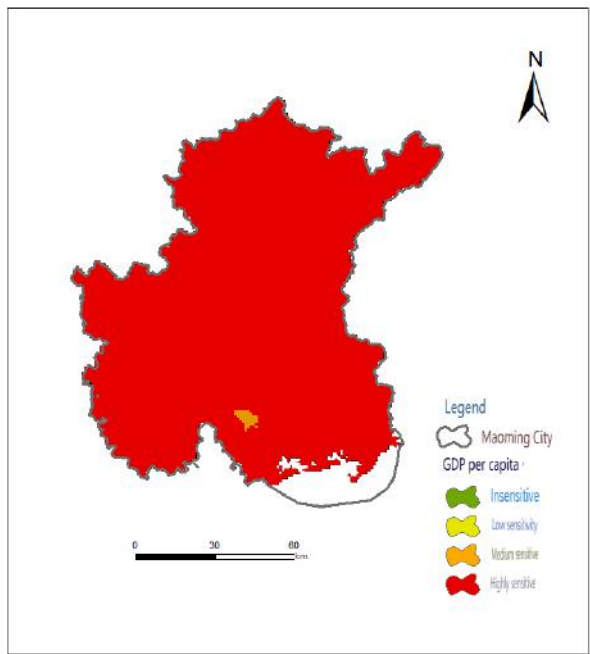 N
Legend
Maoming City
GDP per capita
Insensitive
Low sensitivity
Medium sensitive
Highly sensitive
0 30 60
km